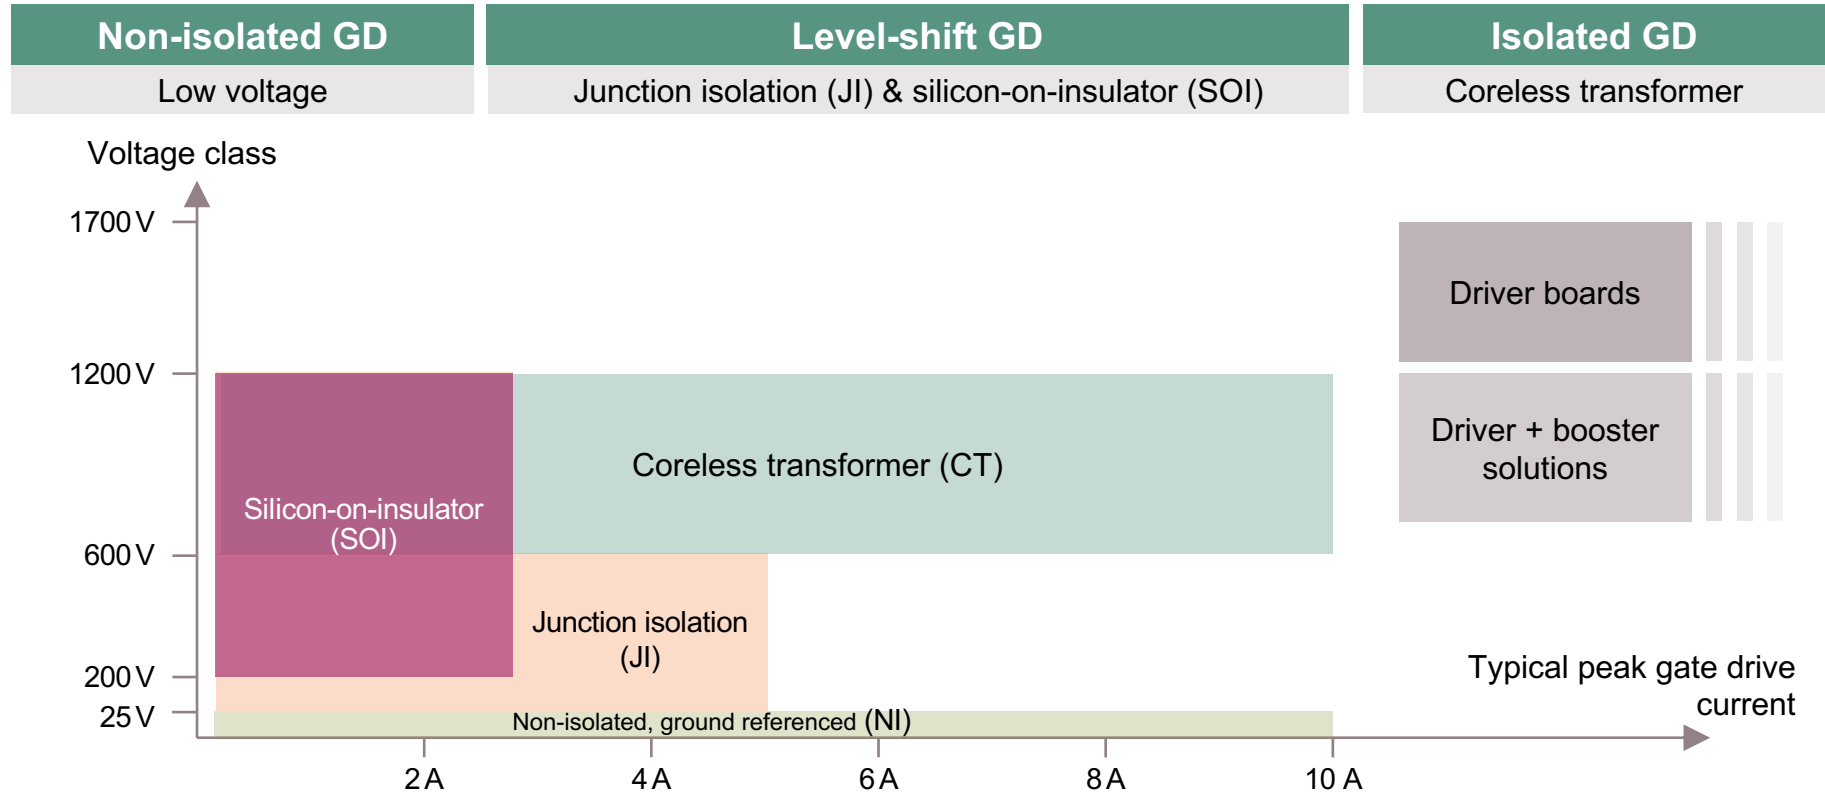 Non-isolated GD
Level-shift GD
Isolated GD
Low voltage
Junction isolation (JI) & silicon-on-insulator (SOI)
Coreless transformer
Voltage class
1700 V
1200 V
600 V
200 V
25 V
Driver boards
Driver + booster
solutions
Coreless transformer (CT)
Silicon-on-insulator
(SOI)
Junction isolation
(JI)
Non-isolated, ground referenced (NI)
Typical peak gate drive
current
2 A
4 A
6 A
8 A
10 A